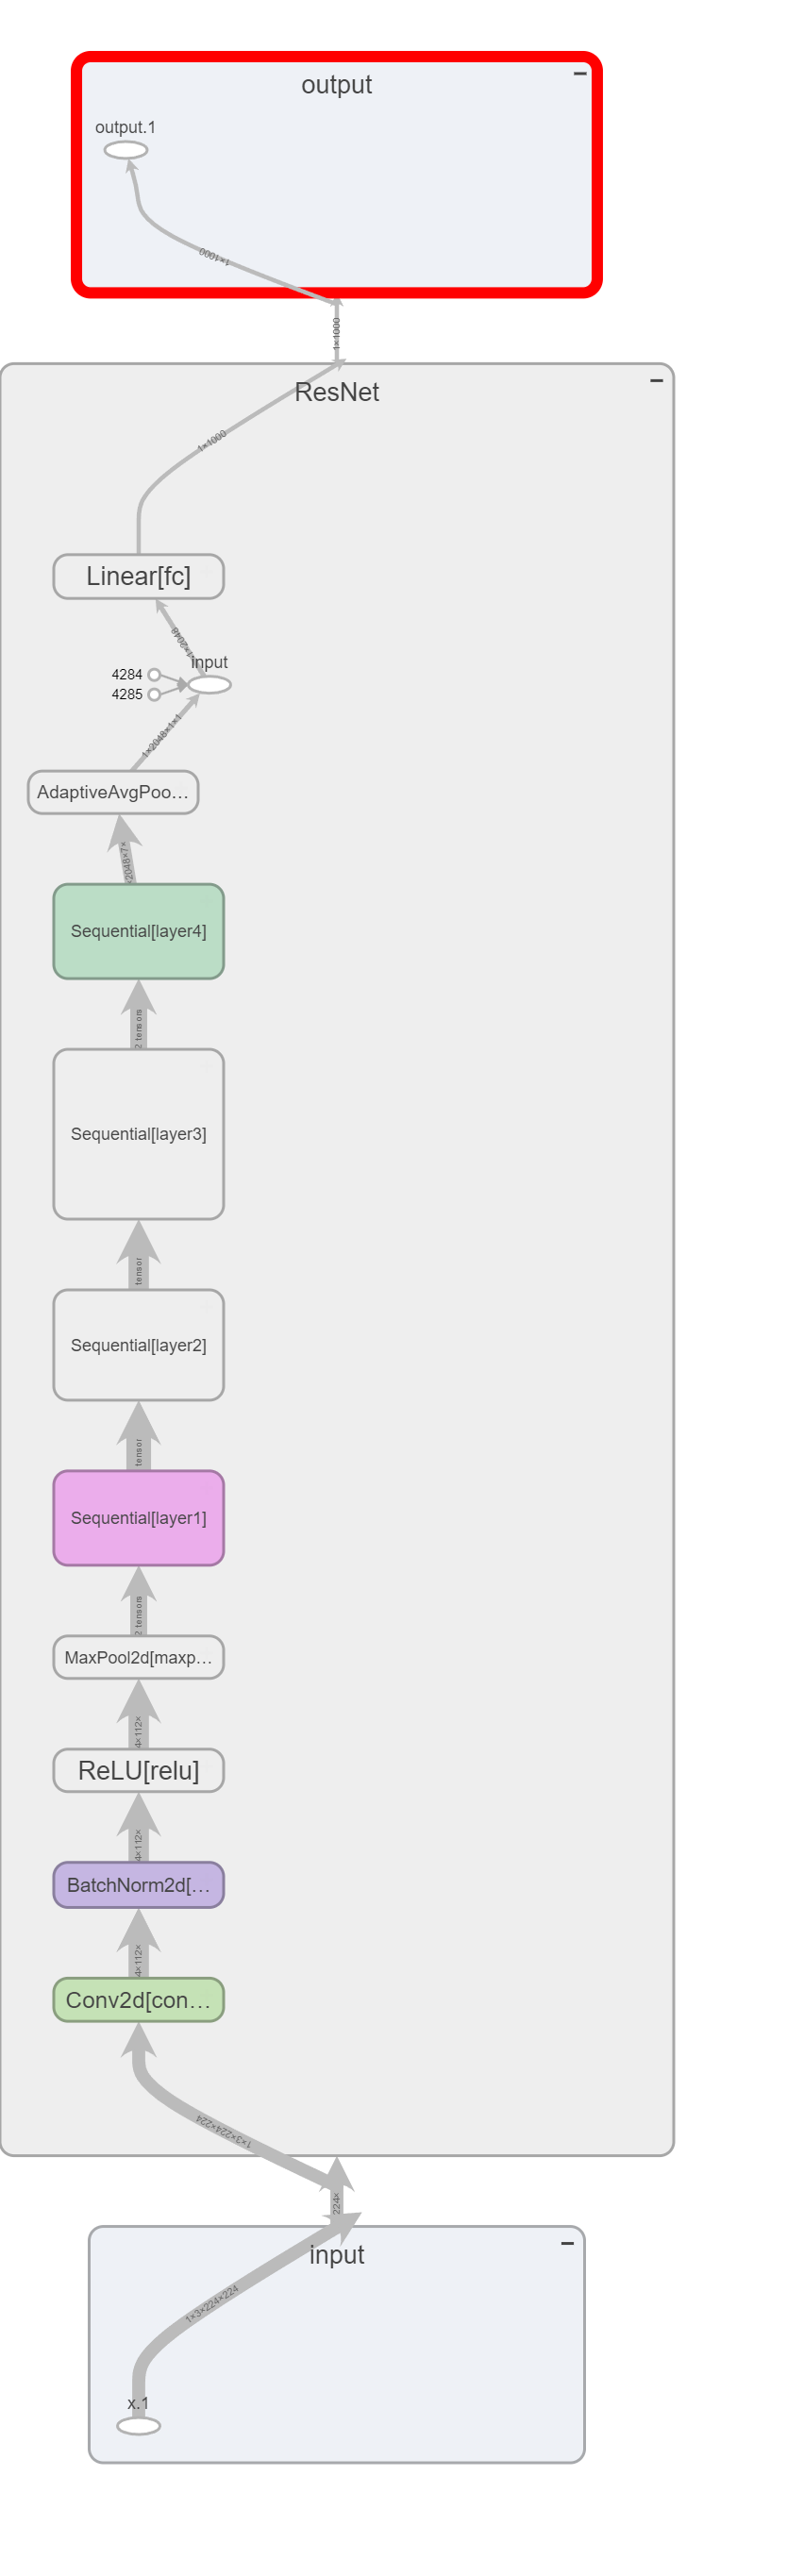 output
output.1
1×1000
1×1000
ResNet
1×1000
Linear[fc]
1×2048
input
4284
4285
1×2048×1×1
AdaptiveAvgPoo…
×2048×7×
Sequential[layer4]
2 tensors
Sequential[layer3]
tensor
Sequential[layer2]
tensor
Sequential[layer1]
2 tensors
MaxPool2d[maxp…
4×112×
ReLU[relu]
4×112×
BatchNorm2d[…
4×112×
Conv2d[con…
1×3×224×224
224×
input
1×3×224×224
x.1